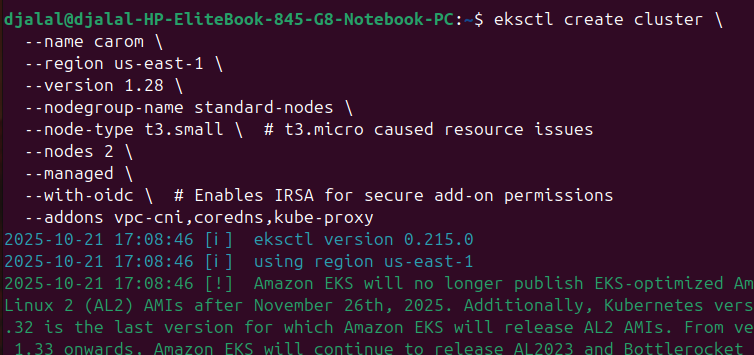 djalal@djalal-HP-EliteBook-845-G8-Notebook-PC:~$ eksctl create cluster \
  --name carom \
  --region us-east-1 \
  --version 1.28 \
  --nodegroup-name standard-nodes \
  --node-type t3.small \  # t3.micro caused resource issues
  --nodes 2 \
  --managed \
  --with-oidc \  # Enables IRSA for secure add-on permissions
  --addons vpc-cni,coredns,kube-proxy
2025-10-21 17:08:46 [ℹ]  eksctl version 0.215.0
2025-10-21 17:08:46 [ℹ]  using region us-east-1
2025-10-21 17:08:46 [!]  Amazon EKS will no longer publish EKS-optimized Am
Linux 2 (AL2) AMIs after November 26th, 2025. Additionally, Kubernetes vers
.32 is the last version for which Amazon EKS will release AL2 AMIs. From ve
 1.33 onwards, Amazon EKS will continue to release AL2023 and Bottlerocket